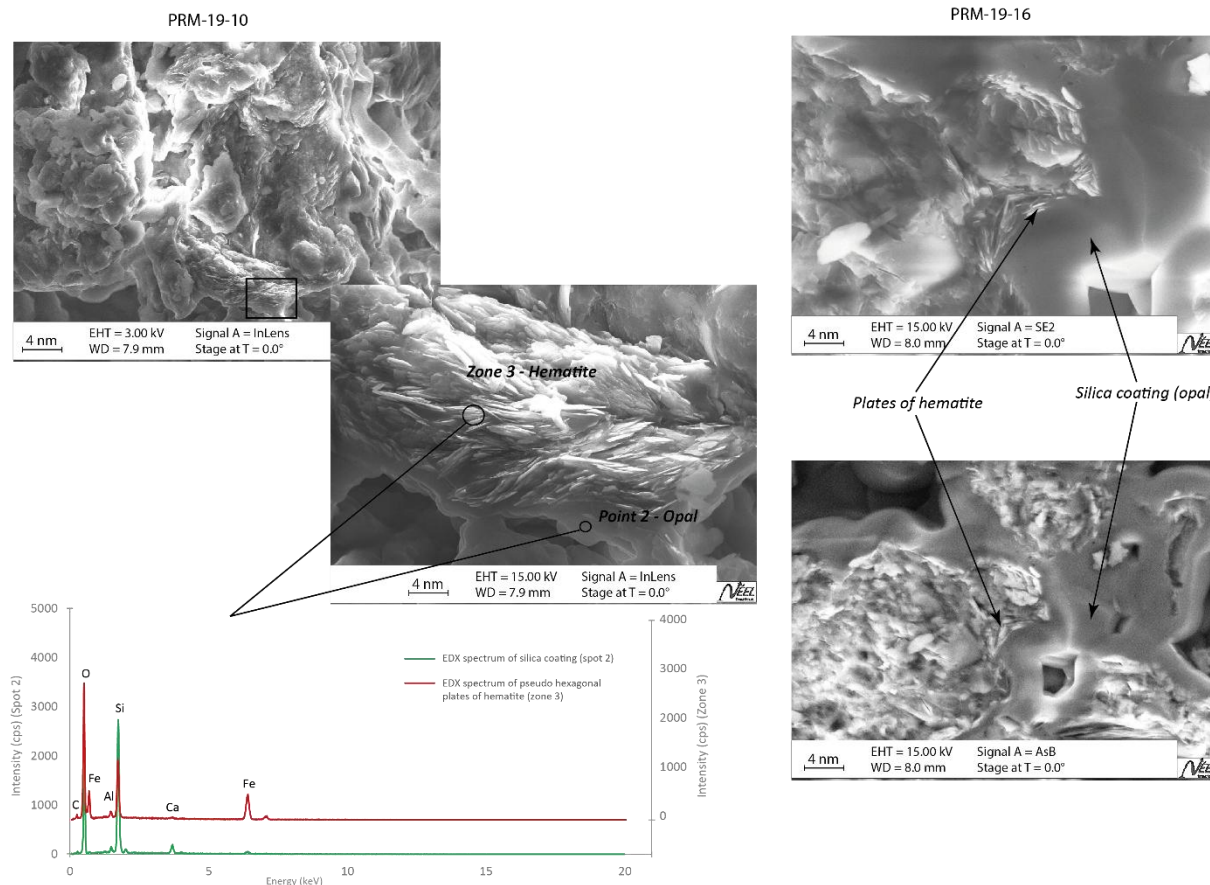 PRM-19-10
4 nm
EHT = 3.00 kV
WD = 7.9 mm
Signal A = InLens
Stage at T = 0.0°
Zone 3 - Hematite
Point 2 - Opal
4 nm
EHT = 15.00 kV
WD = 7.9 mm
Signal A = InLens
Stage at T = 0.0°
NEEL
PRM-19-16
4 nm
EHT = 15.00 kV
WD = 8.0 mm
Signal A = SE2
Stage at T = 0.0°
NEEL
Plates of hematite
Silica coating (opal
4 nm
EHT = 15.00 kV
WD = 8.0 mm
Signal A = AsB
Stage at T = 0.0°
NEEL
5000
4000
3000
2000
1000
0
Intensity (cps) (Spot 2)
4000
3000
2000
1000
0
Intensity (cps) (Zone 3)
EDX spectrum of silica coating (spot 2)
EDX spectrum of pseudo hexagonal
plates of hematite (zone 3)
O
Si
Fe
C
Al
Ca
Fe
0
5
10
15
20
Energy (keV)